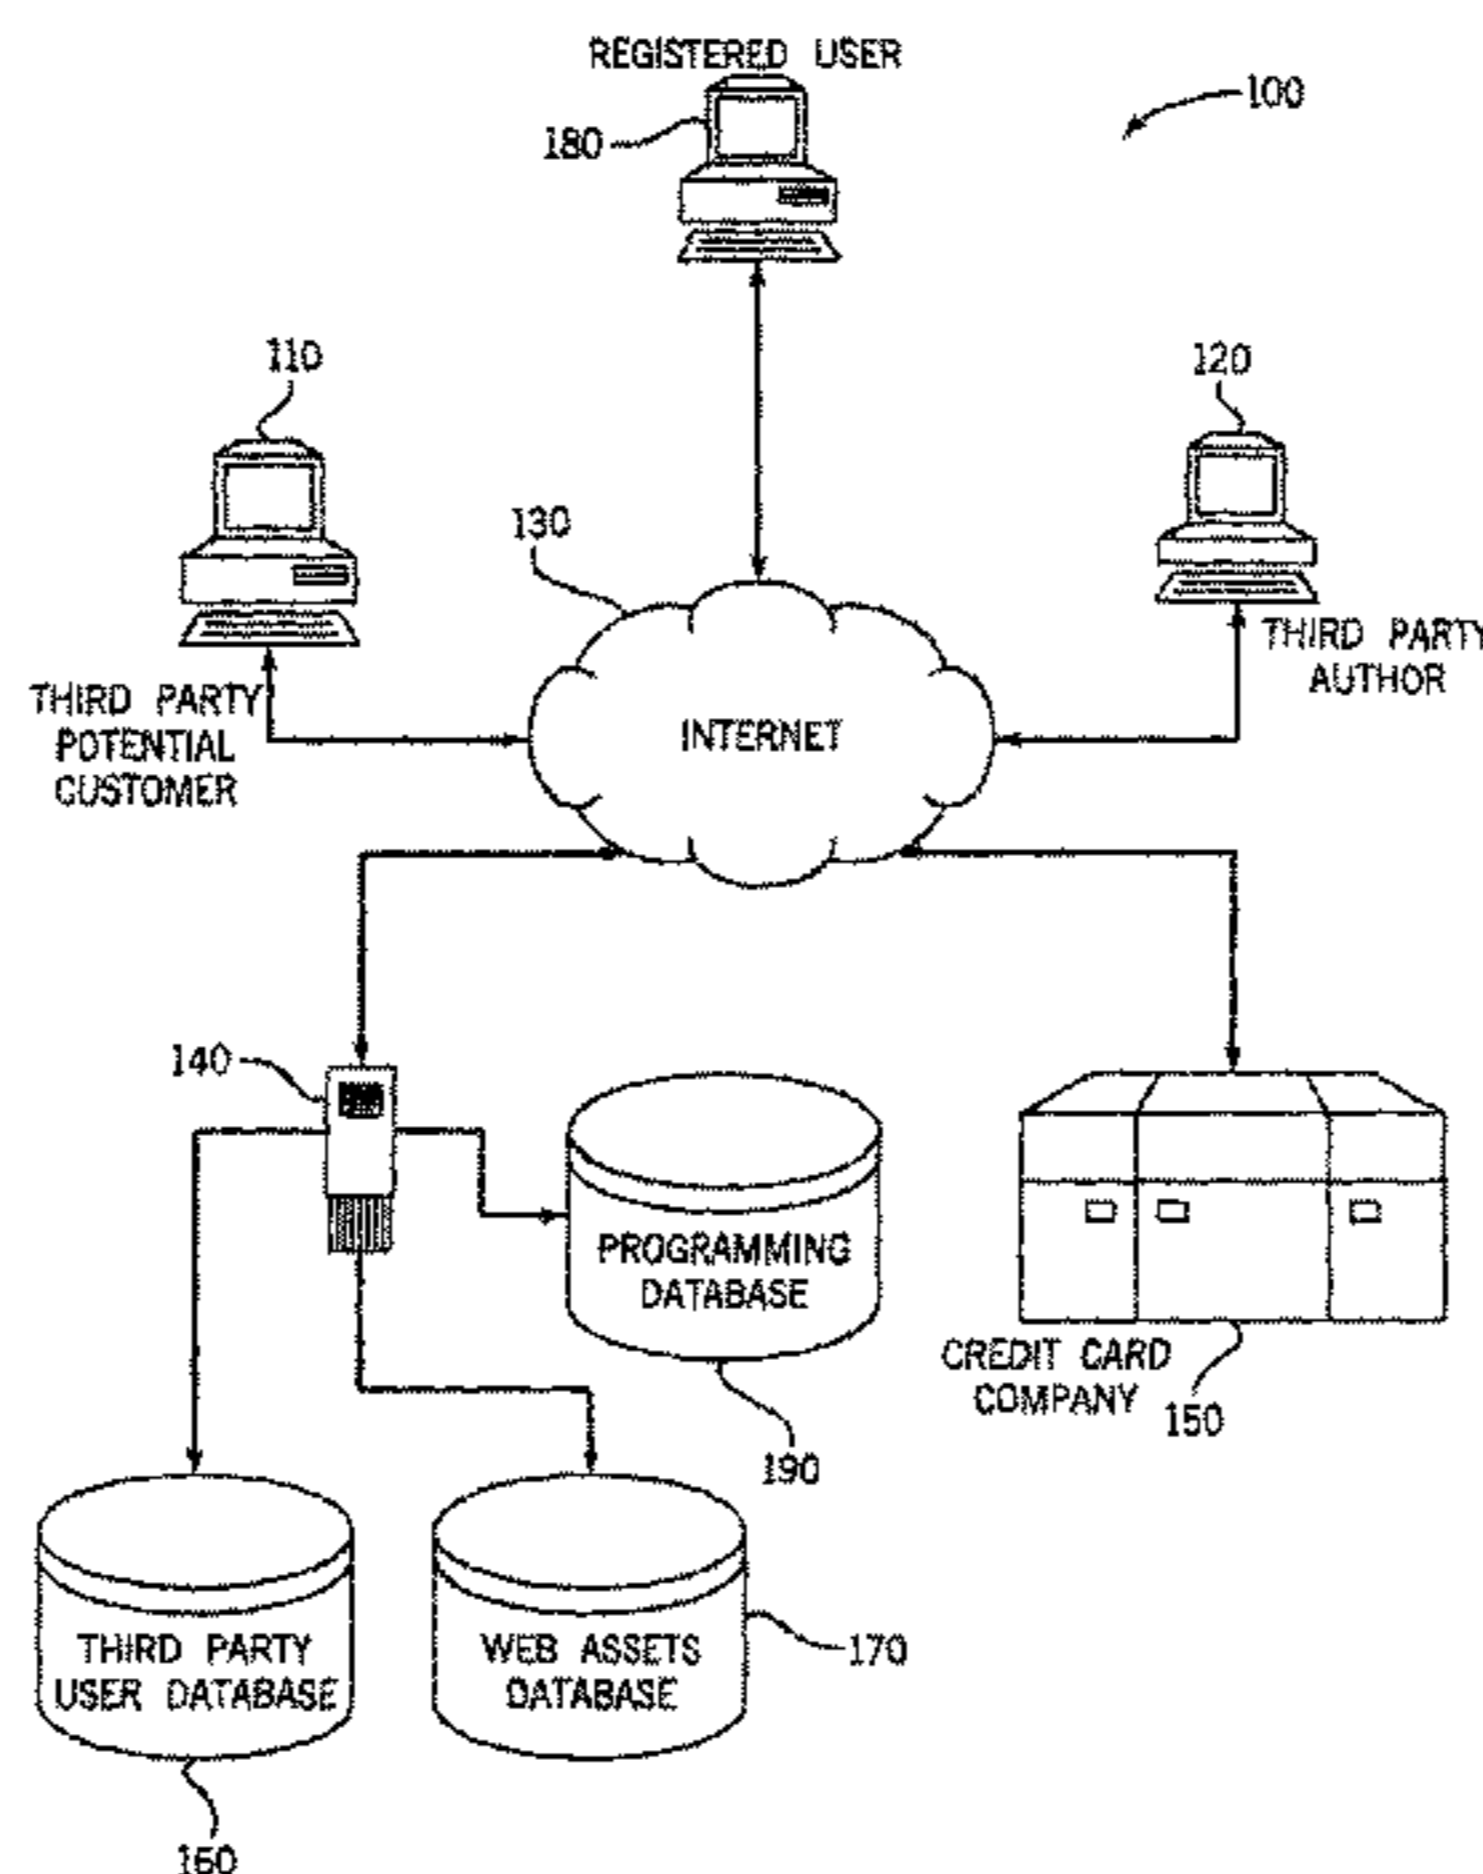 REGISTERED USER
100
180
110
120
130
THIRD PARTY
AUTHOR
THIRD PARTY
POTENTIAL
CUSTOMER
INTERNET
140
PROGRAMMING
DATABASE
CREDIT CARD
COMPANY
150
190
THIRD PARTY
USER DATABASE
WEB ASSETS
DATABASE
170
160